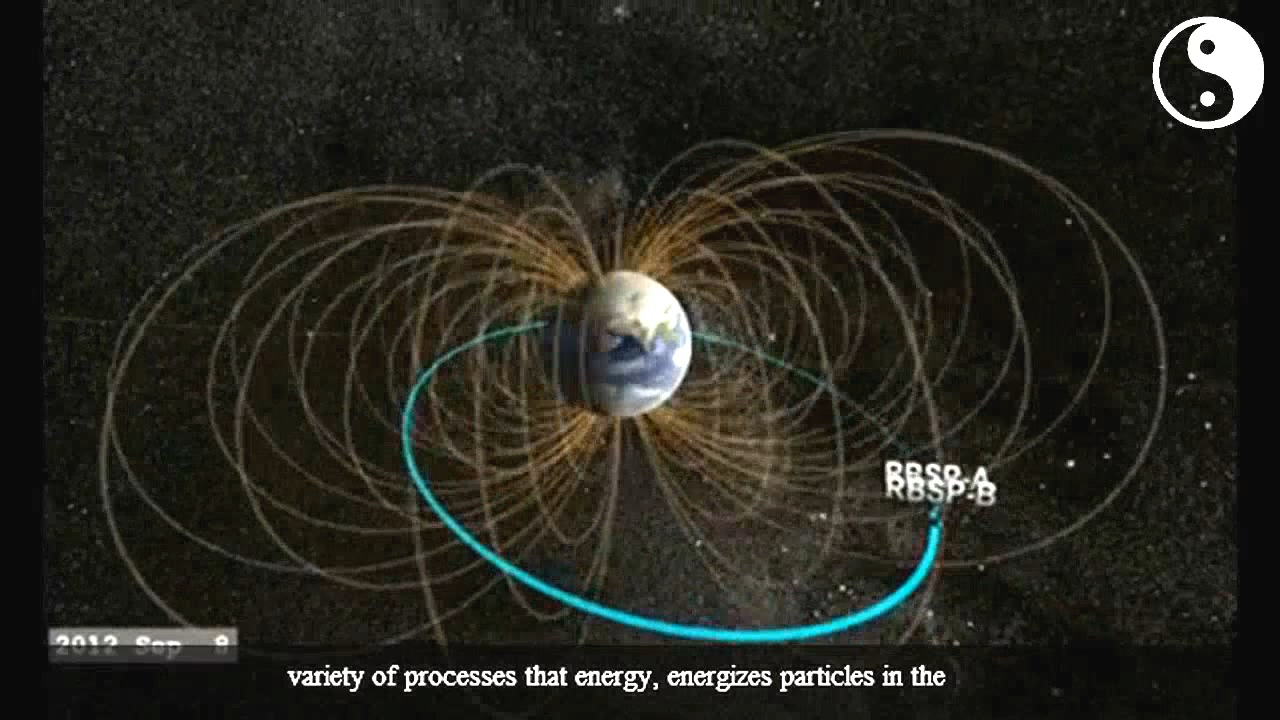 RBSP-A
RBSP-B
2012 Sep 8
variety of processes that energy, energizes particles in the